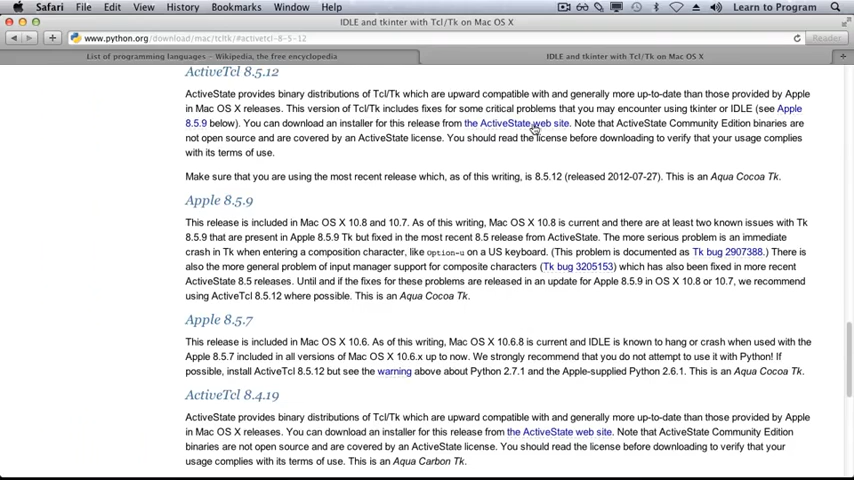 Safari File Edit View History Bookmarks Window Help Learn to Program
IDLE and tkinter with Tcl/Tk on Mac OS X
www.python.org/download/mac/tcltk/#activetcl-8-5-12 Reader
List of programming languages – Wikipedia, the free encyclopedia IDLE and tkinter with Tcl/Tk on Mac OS X
ActiveTcl 8.5.12
ActiveState provides binary distributions of Tcl/Tk which are upward compatible with and generally more up-to-date than those provided by Apple
in Mac OS X releases. This version of Tcl/Tk includes fixes for some critical problems that you may encounter using tkinter or IDLE (see Apple
8.5.9 below). You can download an installer for this release from the ActiveState web site. Note that ActiveState Community Edition binaries are
not open source and are covered by an ActiveState license. You should read the license before downloading to verify that your usage complies
with its terms of use.
Make sure that you are using the most recent release which, as of this writing, is 8.5.12 (released 2012-07-27). This is an Aqua Cocoa Tk.
Apple 8.5.9
This release is included in Mac OS X 10.8 and 10.7. As of this writing, Mac OS X 10.8 is current and there are at least two known issues with Tk
8.5.9 that are present in Apple 8.5.9 Tk but fixed in the most recent 8.5 release from ActiveState. The more serious problem is an immediate
crash in Tk when entering a composition character, like Option-u on a US keyboard. (This problem is documented as Tk bug 2907388.) There is
also the more general problem of input manager support for composite characters (Tk bug 3205153) which has also been fixed in more recent
ActiveState 8.5 releases. Until and if the fixes for these problems are released in an update for Apple 8.5.9 in OS X 10.8 or 10.7, we recommend
using ActiveTcl 8.5.12 where possible. This is an Aqua Cocoa Tk.
Apple 8.5.7
This release is included in Mac OS X 10.6. As of this writing, Mac OS X 10.6.8 is current and IDLE is known to hang or crash when used with the
Apple 8.5.7 included in all versions of Mac OS X 10.6.x up to now. We strongly recommend that you do not attempt to use it with Python! If
possible, install ActiveTcl 8.5.12 but see the warning above about Python 2.7.1 and the Apple-supplied Python 2.6.1. This is an Aqua Cocoa Tk.
ActiveTcl 8.4.19
ActiveState provides binary distributions of Tcl/Tk which are upward compatible with and generally more up-to-date than those provided by Apple
in Mac OS X releases. You can download an installer for this release from the ActiveState web site. Note that ActiveState Community Edition
binaries are not open source and are covered by an ActiveState license. You should read the license before downloading to verify that your
usage complies with its terms of use. This is an Aqua Carbon Tk.